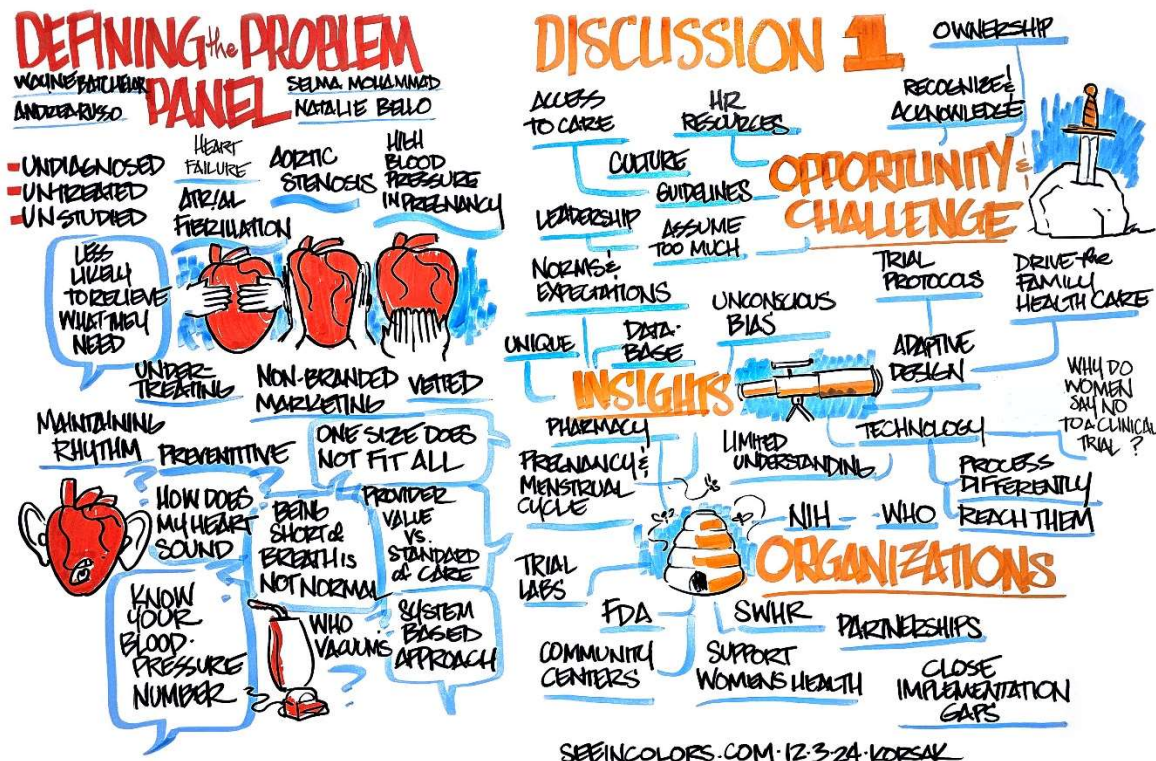 DEFINING the PROBLEM
PANEL
WAYNE BATCHELOR
ANDREA RUSSO
SELMA MOHAMMAD
NATALIE BELLO
UNDIAGNOSED
UNTREATED
UNSTUDIED
HEART
FAILURE
ATRIAL
FIBRILLATION
AORTIC
STENOSIS
HIGH
BLOOD
PRESSURE
IN PREGNANCY
LESS
LIKELY
TO RELIEVE
WHAT THEY
NEED
UNDER-
TREATING
NON-BRANDED
MARKETING
VETTED
MAINTAINING
RHYTHM
PREVENTITIVE
ONE SIZE DOES
NOT FIT ALL
HOW DOES
MY HEART
SOUND
?
BEING
SHORT of
BREATH IS
NOT NORMAL
PROVIDER
VALUE
VS.
STANDARD
of CARE
KNOW
YOUR
BLOOD-
PRESSURE
NUMBER
WHO
VACUUMS
?
SYSTEM
BASED
APPROACH
DISCUSSION 1
OWNERSHIP
RECOGNIZE &
ACKNOWLEDGE
ACCESS
TO CARE
HR
RESOURCES
CULTURE
GUIDELINES
OPPORTUNITY &
CHALLENGE
LEADERSHIP
ASSUME
TOO MUCH
NORMS &
EXPECTATIONS
UNIQUE
DATA-
BASE
UNCONSCIOUS
BIAS
TRIAL
PROTOCOLS
DRIVE the
FAMILY
HEALTH CARE
ADAPTIVE
DESIGN
INSIGHTS
WHY DO
WOMEN
SAY NO
TO A CLINICAL
TRIAL ?
PHARMACY
LIMITED
UNDERSTANDING
TECHNOLOGY
PREGNANCY &
MENSTRUAL
CYCLE
PROCESS
DIFFERENTLY
REACH THEM
NIH - WHO
ORGANIZATIONS
TRIAL
LABS
FDA
SWHR
PARTNERSHIPS
COMMUNITY
CENTERS
SUPPORT
WOMENS HEALTH
CLOSE
IMPLEMENTATION
GAPS
SEEINCOLORS.COM·12·3·24·KORSAK